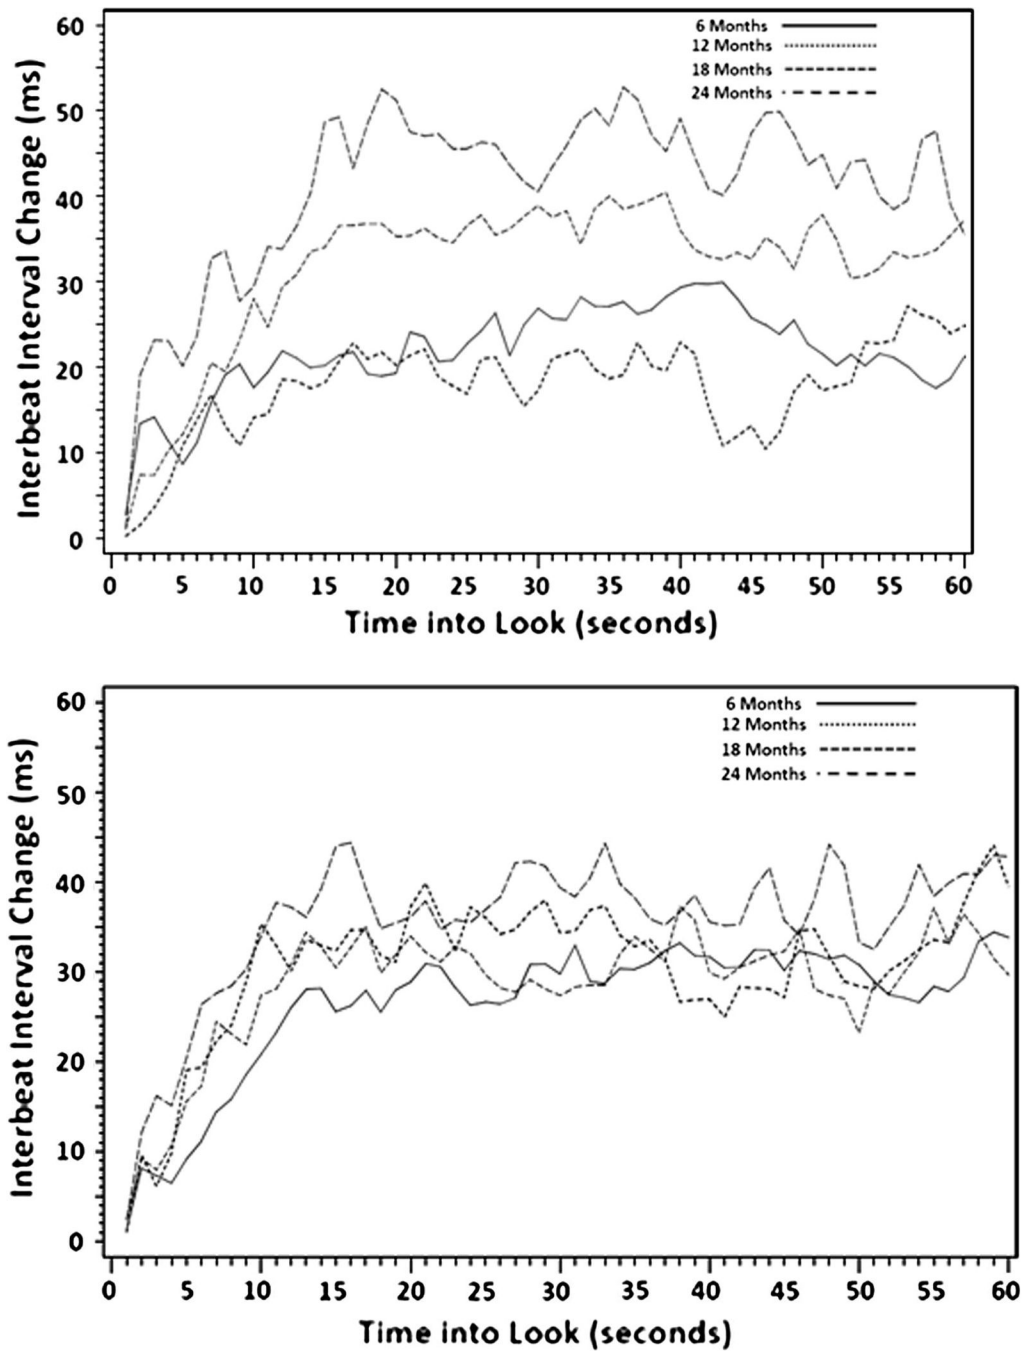 6 Months
12 Months
18 Months
24 Months
Interbeat Interval Change (ms)
60
50
40
30
20
10
0
0 5 10 15 20 25 30 35 40 45 50 55 60
Time into Look (seconds)
6 Months
12 Months
18 Months
24 Months
Interbeat Interval Change (ms)
60
50
40
30
20
10
0
0 5 10 15 20 25 30 35 40 45 50 55 60
Time into Look (seconds)